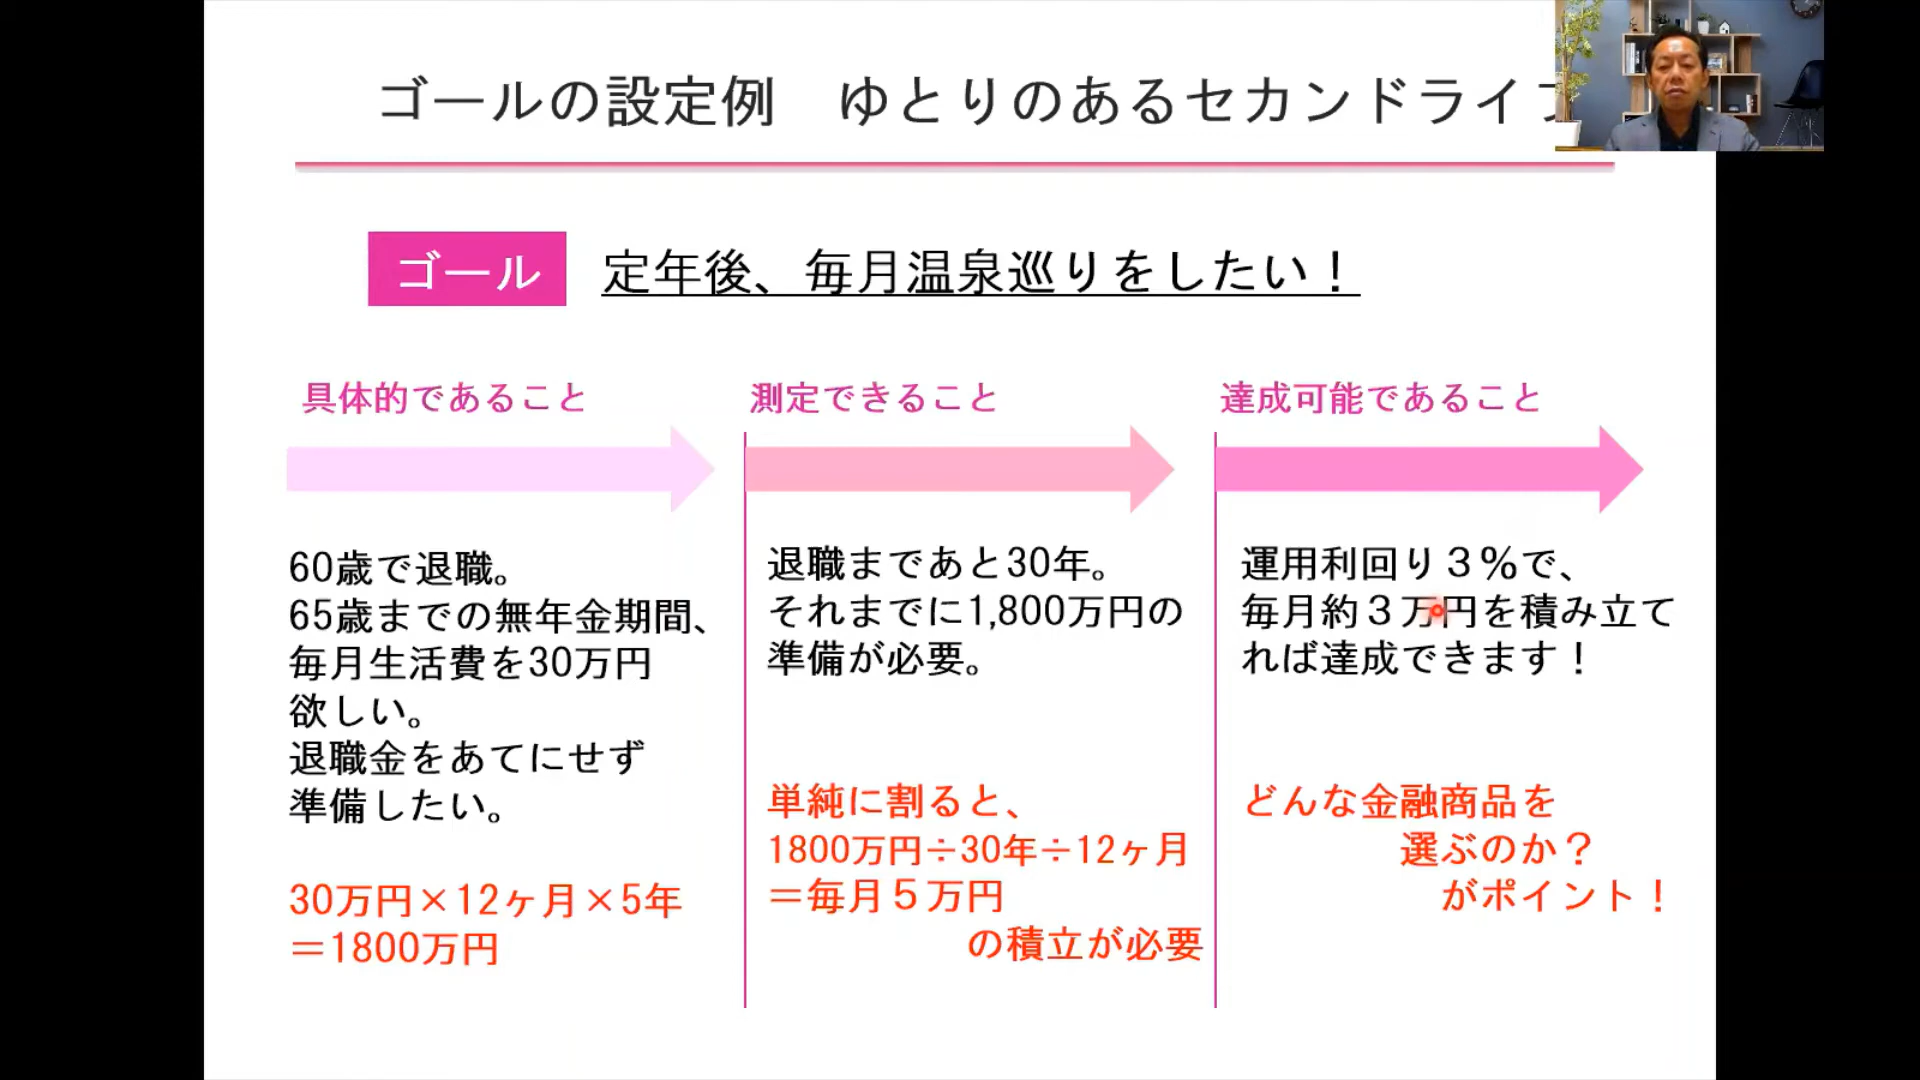 ゴールの設定例　ゆとりのあるセカンドライフ
ゴール
定年後、毎月温泉巡りをしたい！
具体的であること
60歳で退職。
65歳までの無年金期間、
毎月生活費を30万円
欲しい。
退職金をあてにせず
準備したい。
30万円×12ヶ月×5年
＝1800万円
測定できること
退職まであと30年。
それまでに1,800万円の
準備が必要。
単純に割ると、
1800万円÷30年÷12ヶ月
＝毎月５万円
の積立が必要
達成可能であること
運用利回り３％で、
毎月約３万円を積み立て
れば達成できます！
どんな金融商品を
選ぶのか？
がポイント！